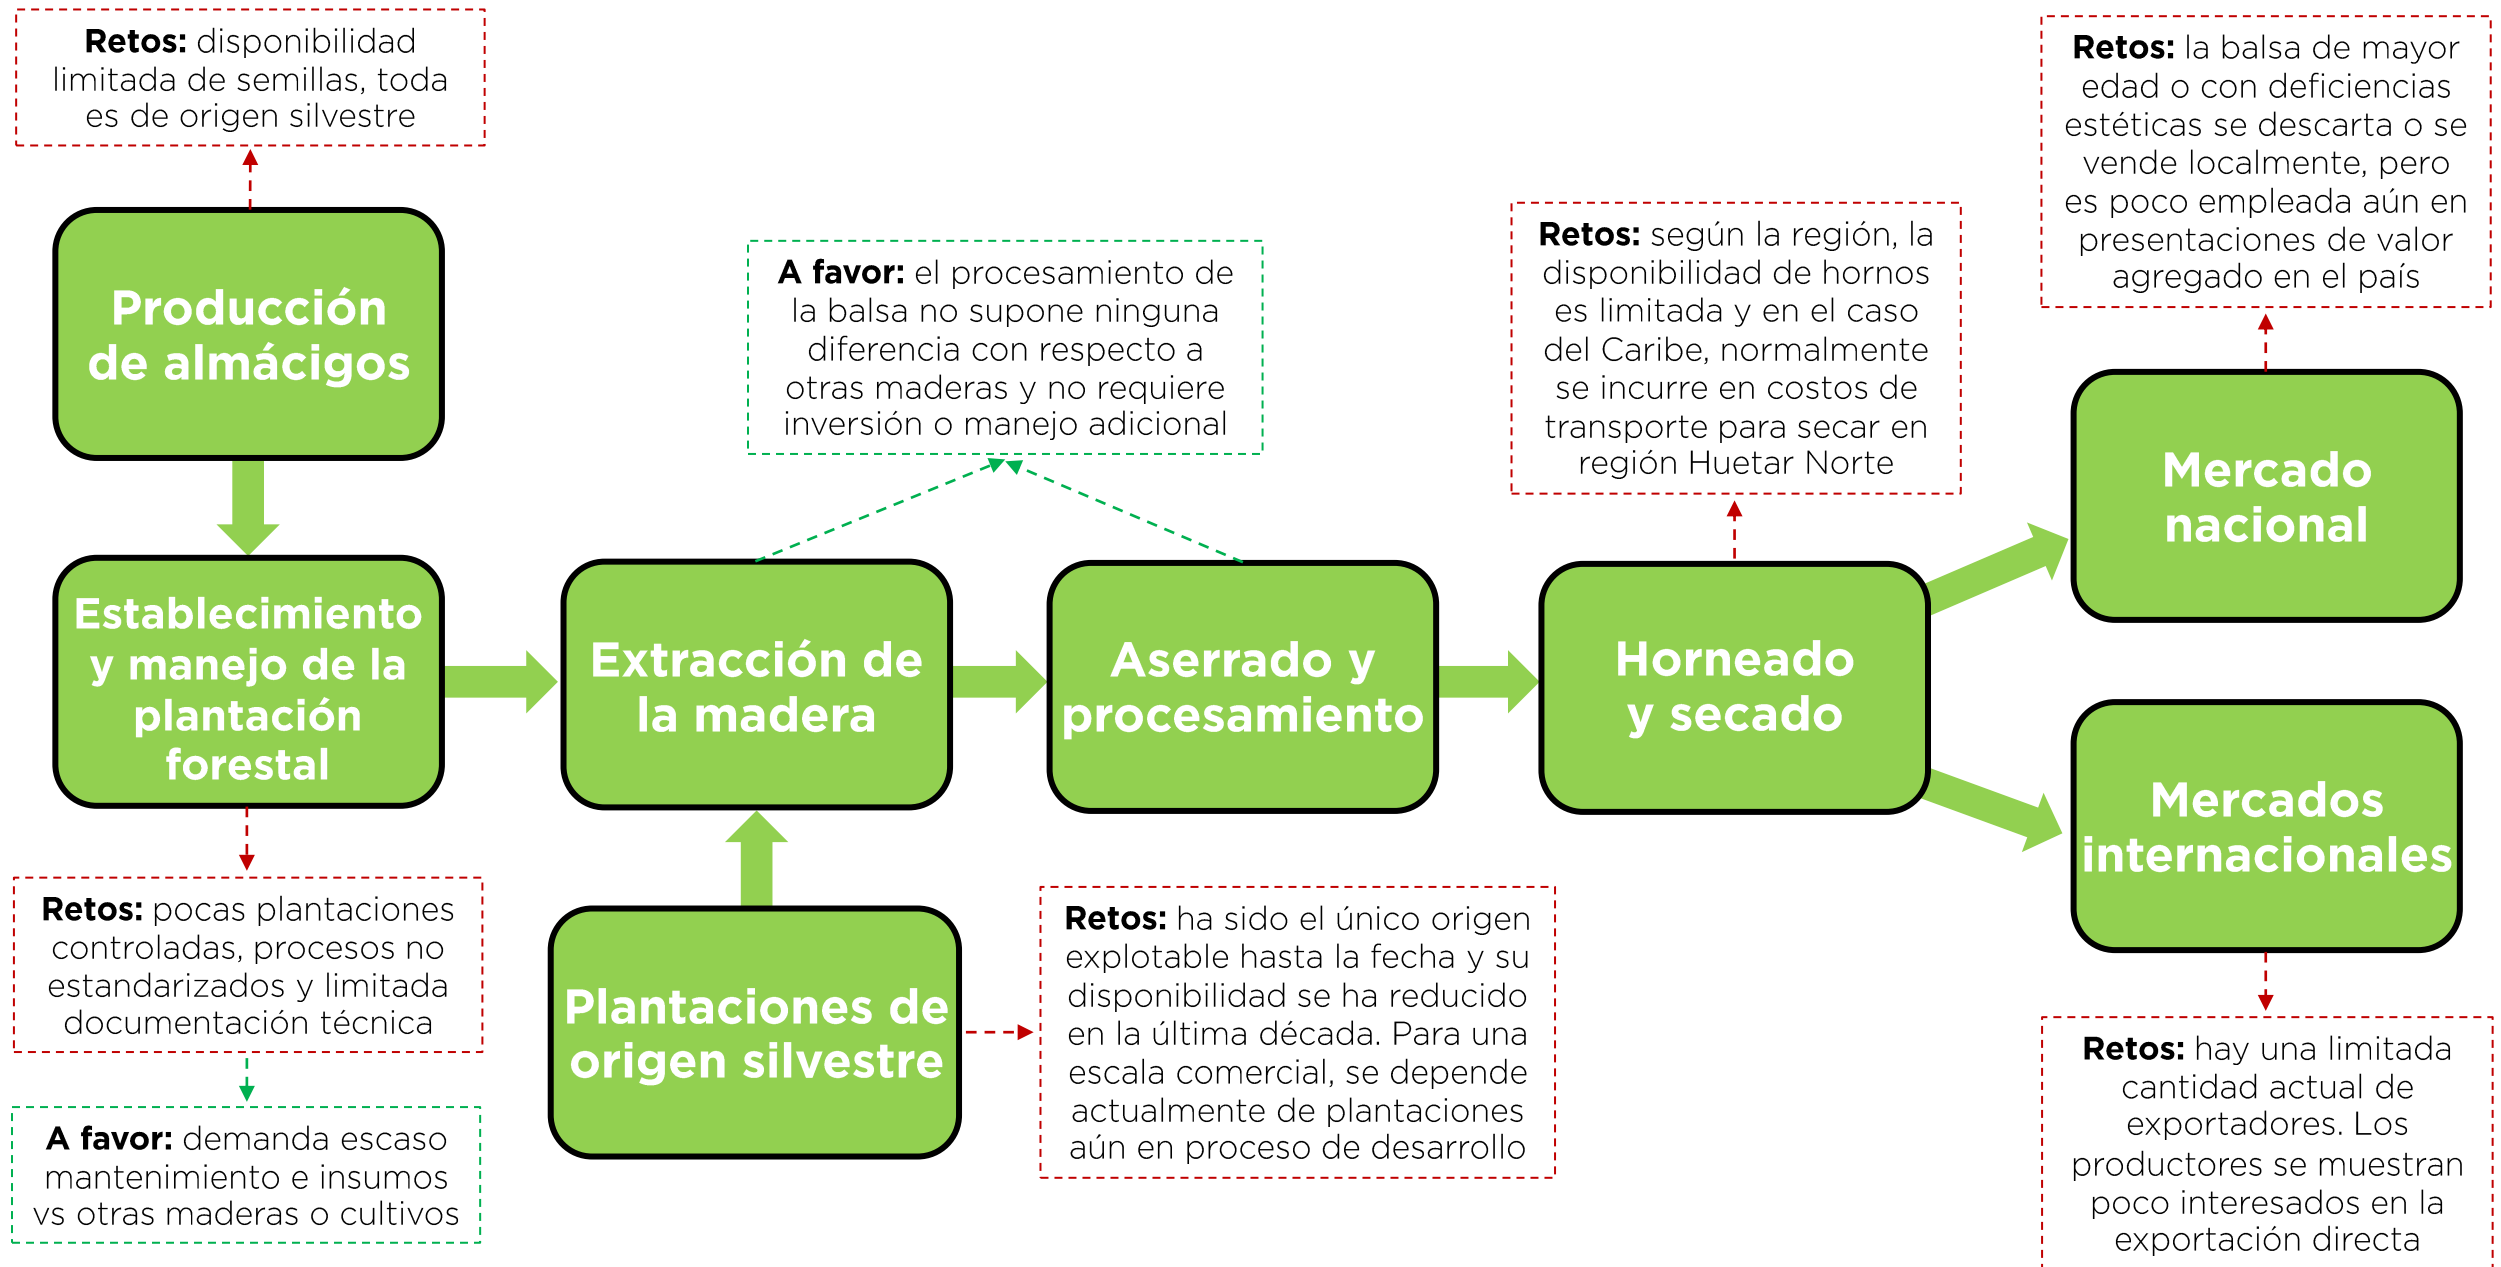 Retos: disponibilidad
limitada de semillas, toda
es de origen silvestre
Producción
de almácigos
Establecimiento
y manejo de la
plantación
forestal
Retos: pocas plantaciones
controladas, procesos no
estandarizados y limitada
documentación técnica
A favor: demanda escaso
mantenimiento e insumos
vs otras maderas o cultivos
A favor: el procesamiento de
la balsa no supone ninguna
diferencia con respecto a
otras maderas y no requiere
inversión o manejo adicional
Extracción de
la madera
Plantaciones de
origen silvestre
Retos: ha sido el único origen
explotable hasta la fecha y su
disponibilidad se ha reducido
en la última década. Para una
escala comercial, se depende
actualmente de plantaciones
aún en proceso de desarrollo
Aserrado y
procesamiento
Retos: según la región, la
disponibilidad de hornos
es limitada y en el caso
del Caribe, normalmente
se incurre en costos de
transporte para secar en
región Huetar Norte
Horneado
y secado
Retos: la balsa de mayor
edad o con deficiencias
estéticas se descarta o se
vende localmente, pero
es poco empleada aún en
presentaciones de valor
agregado en el país
Mercado
nacional
Mercados
internacionales
Retos: hay una limitada
cantidad actual de
exportadores. Los
productores se muestran
poco interesados en la
exportación directa